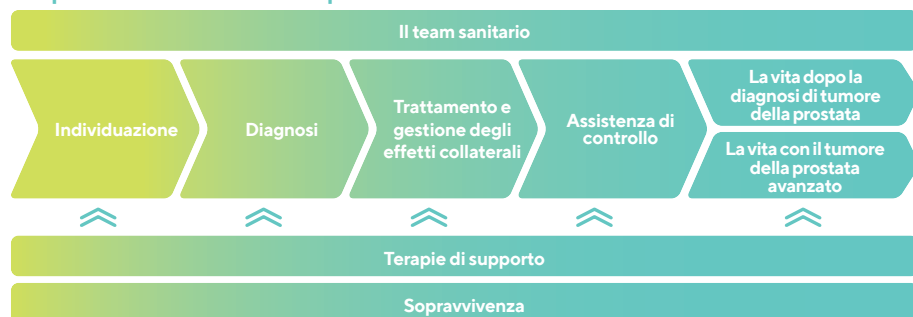 Il team sanitario
Individuazione
Diagnosi
Trattamento e
gestione degli
effetti collaterali
Assistenza di
controllo
La vita dopo la
diagnosi di tumore
della prostata
La vita con il tumore
della prostata
avanzato
Terapie di supporto
Sopravvivenza